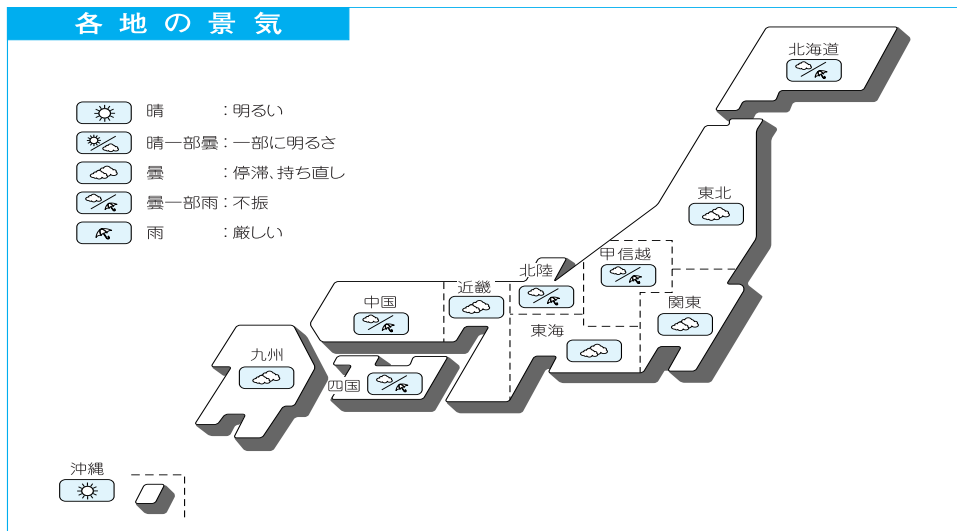 各地の景気
晴 :明るい
晴一部曇:一部に明るさ
曇 :停滞、持ち直し
曇一部雨:不振
雨 :厳しい
北海道
東北
甲信越
北陸
近畿
中国
関東
東海
九州
四国
沖縄